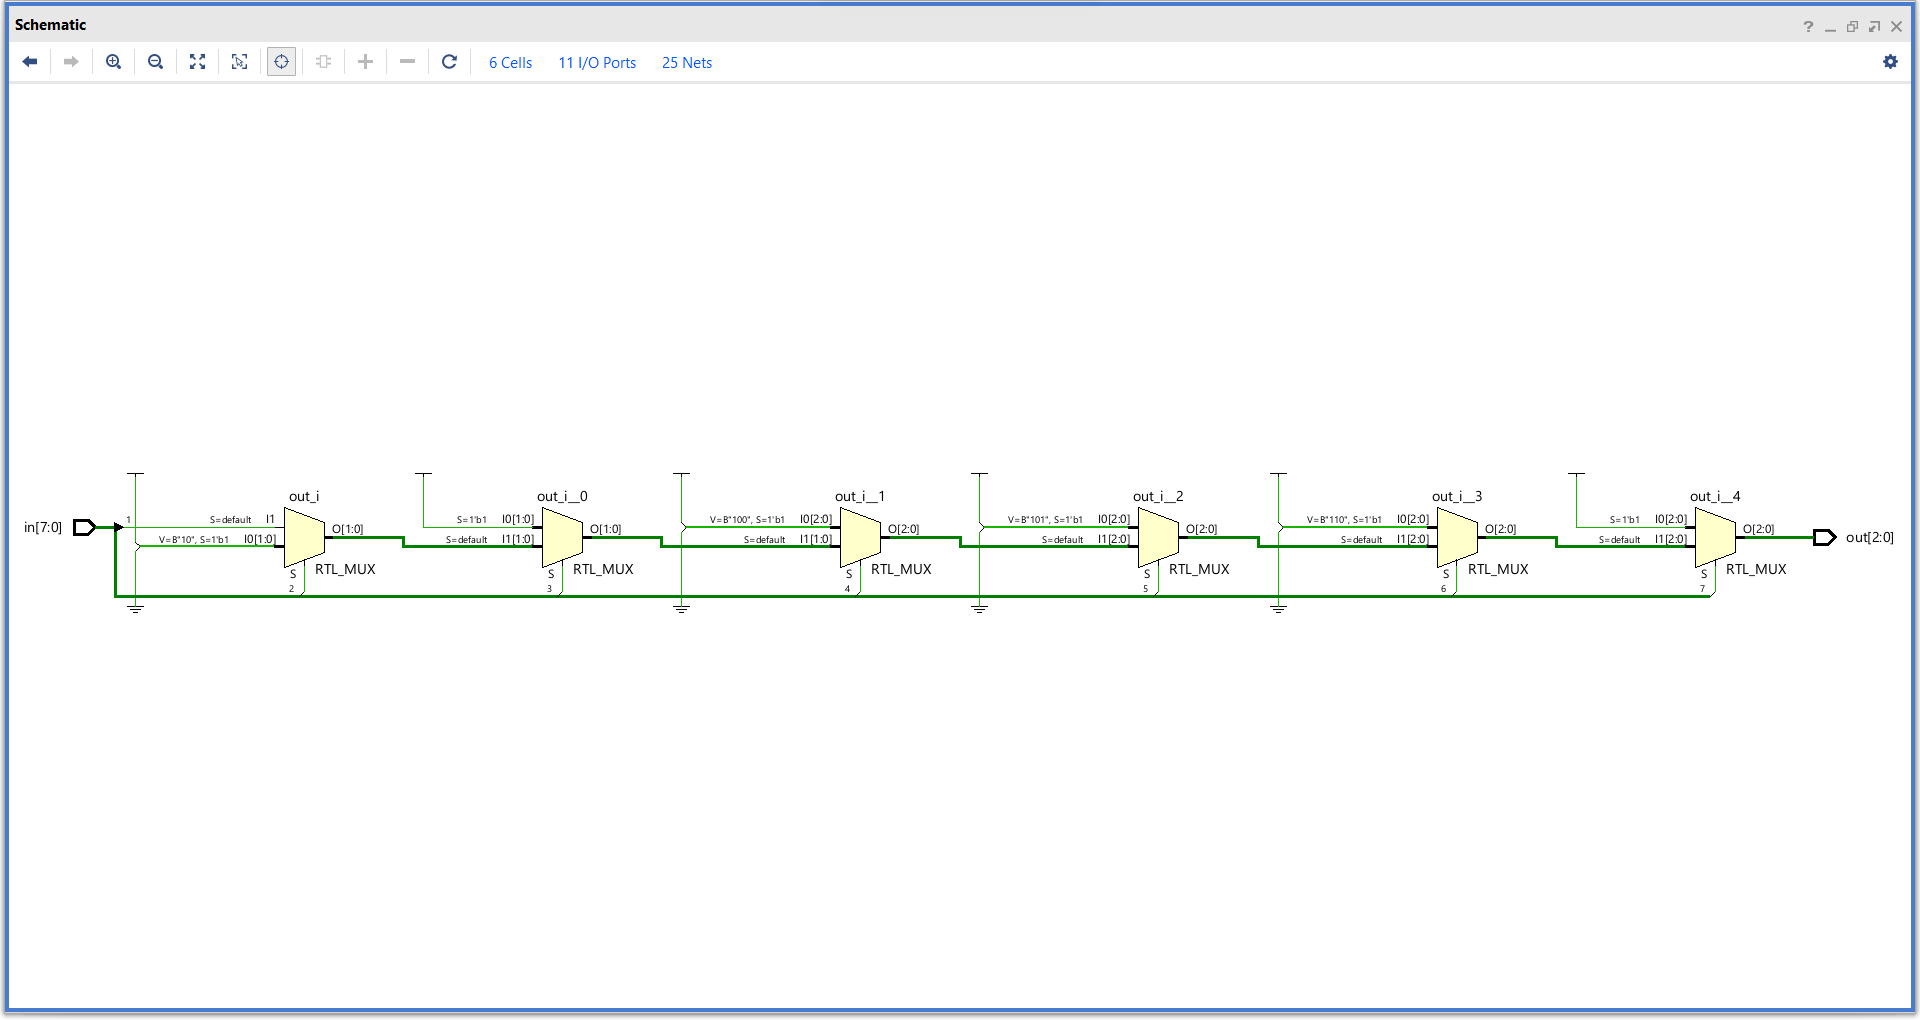 Schematic
?
6 Cells 11 I/O Ports 25 Nets
out_i out_i__0 out_i__1 out_i__2 out_i__3 out_i__4
in[7:0] 1 S=default I1 S=1'b1 I0[1:0] V=B"100", S=1'b1 I0[2:0] V=B"101", S=1'b1 I0[2:0] V=B"110", S=1'b1 I0[2:0] S=1'b1 I0[2:0]
O[1:0] O[1:0] O[2:0] O[2:0] O[2:0] O[2:0] out[2:0]
V=B"10", S=1'b1 I0[1:0] S=default I1[1:0] S=default I1[1:0] S=default I1[2:0] S=default I1[2:0] S=default I1[2:0]
S RTL_MUX S RTL_MUX S RTL_MUX S RTL_MUX S RTL_MUX S RTL_MUX
2 3 4 5 6 7